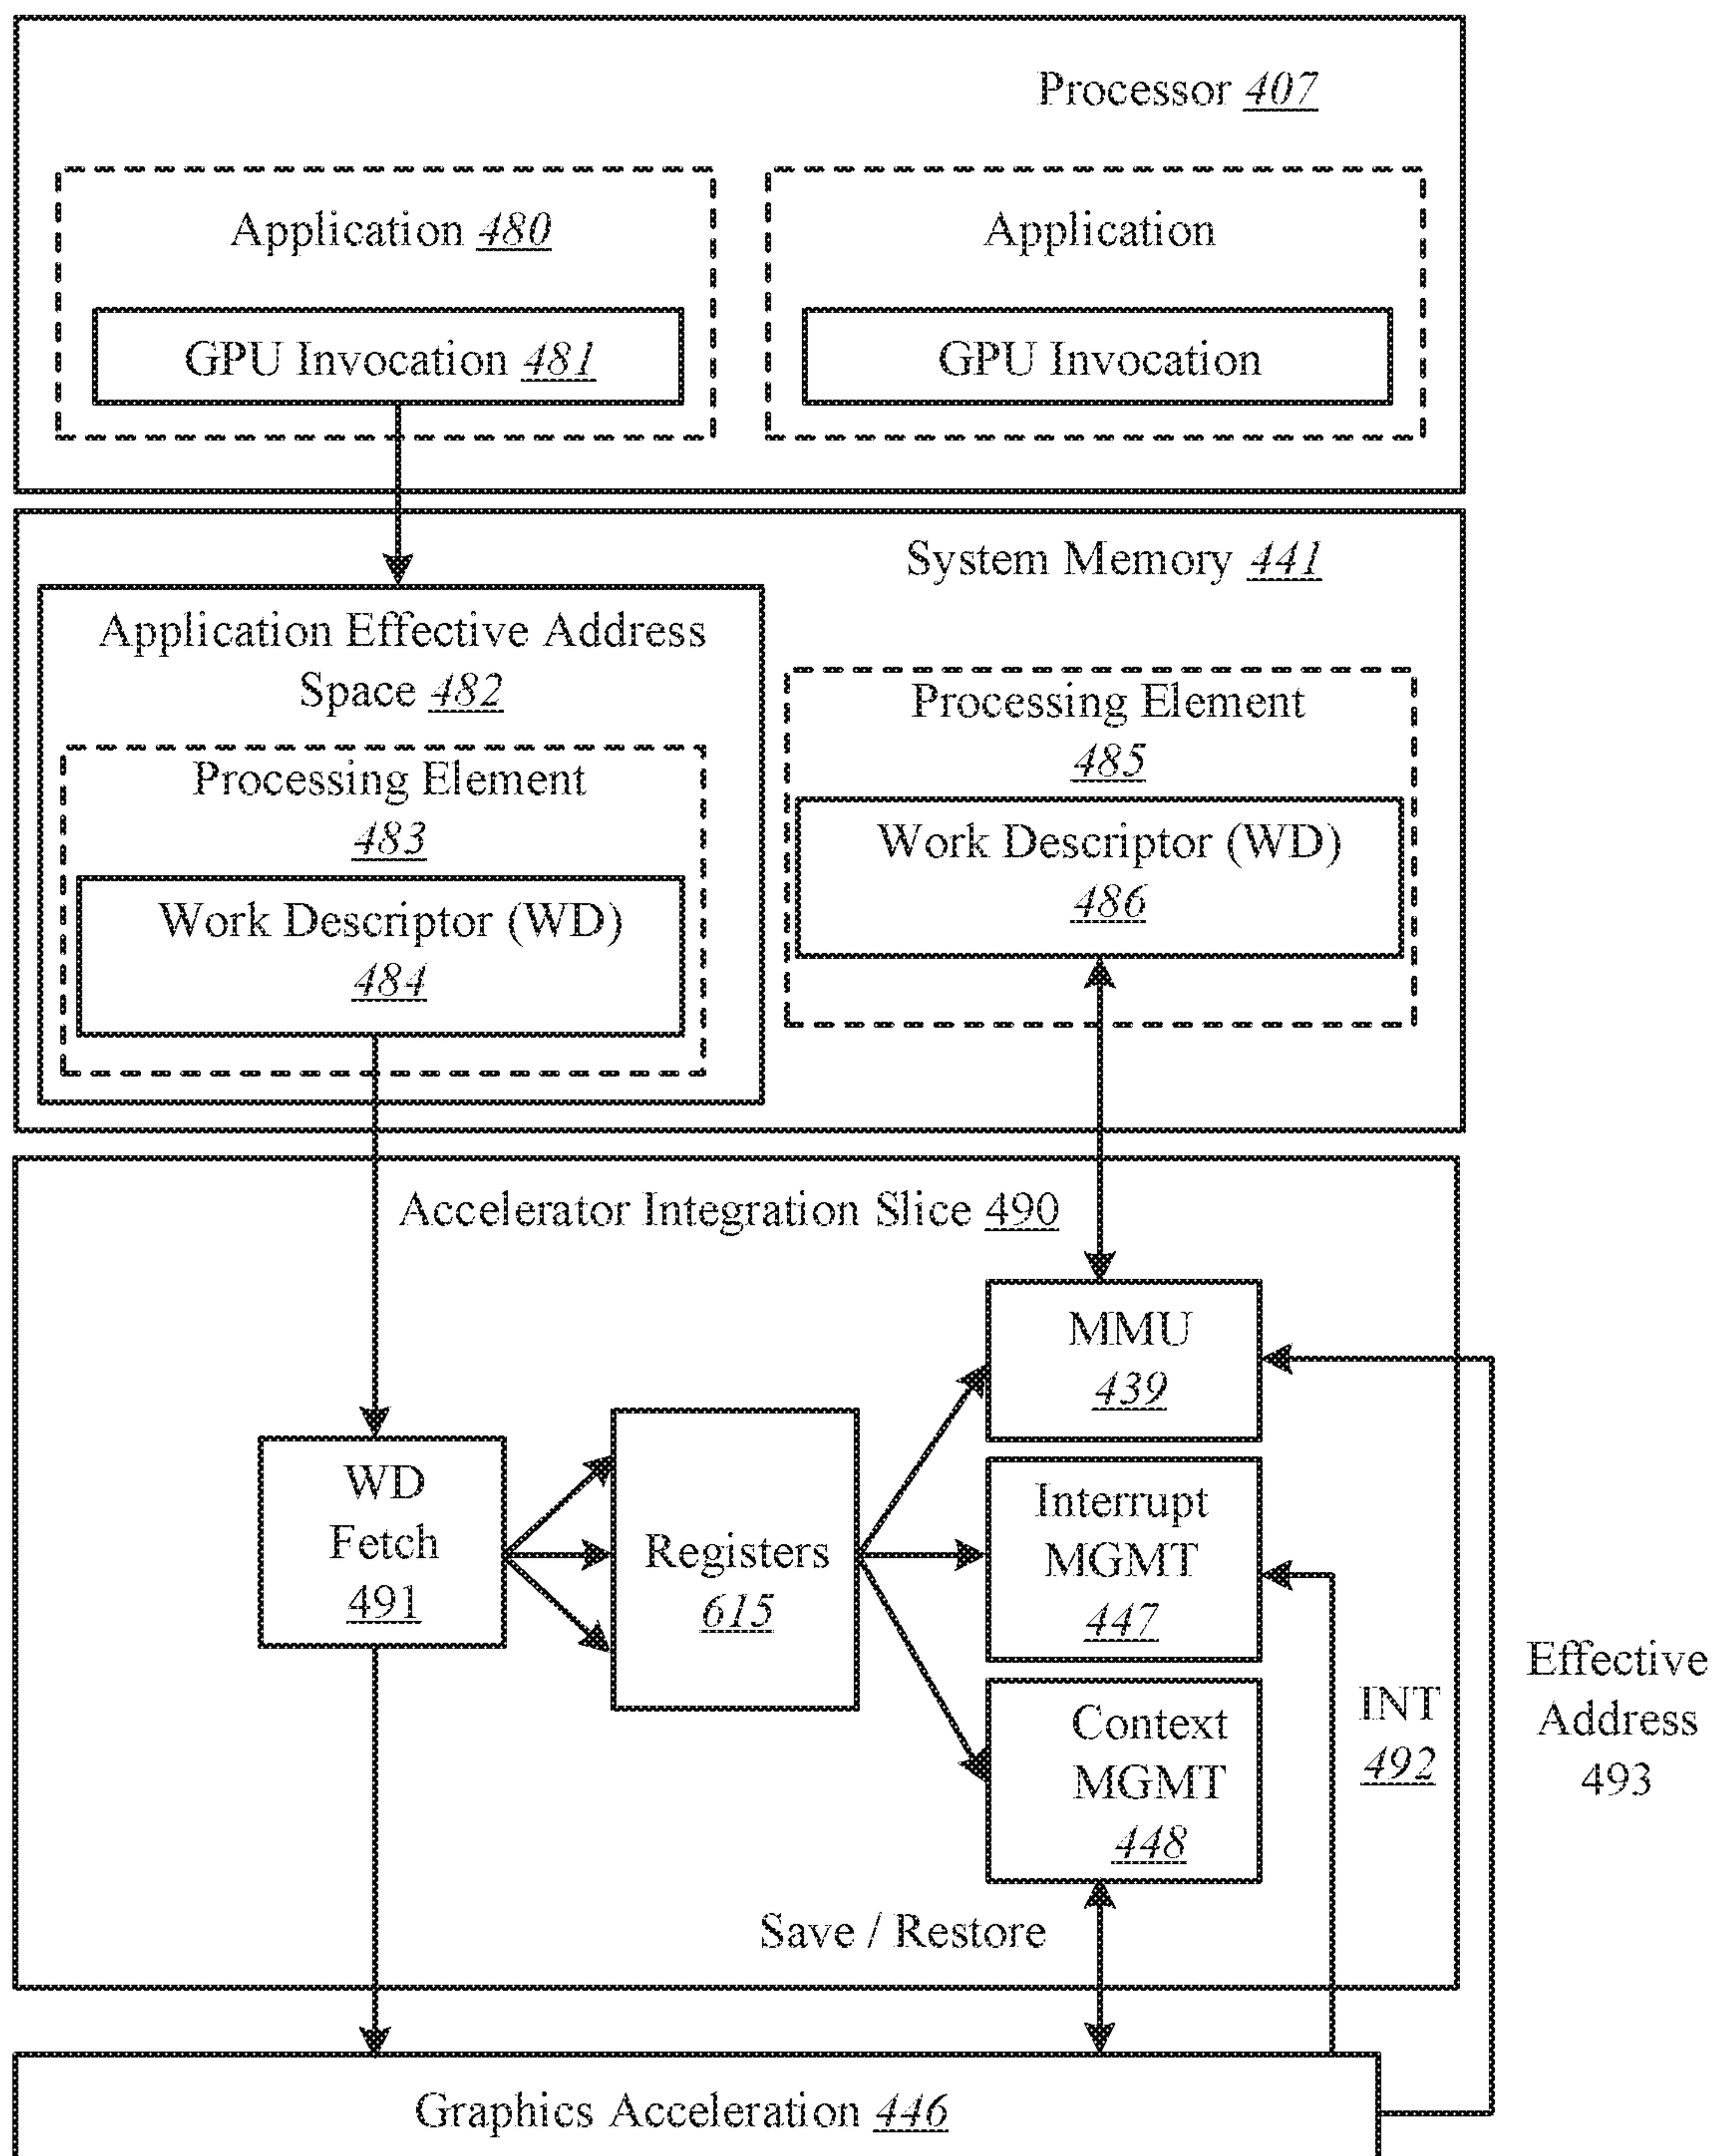 Processor 407
Application 480
GPU Invocation 481
Application
GPU Invocation
System Memory 441
Application Effective Address
Space 482
Processing Element
483
Work Descriptor (WD)
484
Processing Element
485
Work Descriptor (WD)
486
Accelerator Integration Slice 490
WD
Fetch
491
Registers
615
MMU
439
Interrupt
MGMT
447
Context
MGMT
448
INT
492
Effective
Address
493
Save / Restore
Graphics Acceleration 446